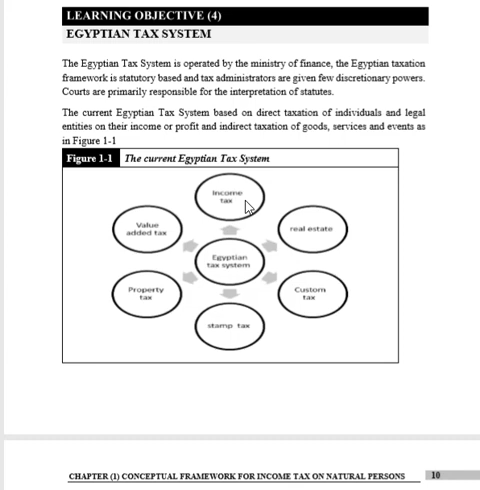 LEARNING OBJECTIVE (4)
EGYPTIAN TAX SYSTEM
The Egyptian Tax System is operated by the ministry of finance, the Egyptian taxation
framework is statutory based and tax administrators are given few discretionary powers.
Courts are primarily responsible for the interpretation of statutes.
The current Egyptian Tax System based on direct taxation of individuals and legal
entities on their income or profit and indirect taxation of goods, services and events as
in Figure 1-1
Figure 1-1 The current Egyptian Tax System
Income
tax
Value
added tax
real estate
Egyptian
tax system
Property
tax
Custom
tax
stamp tax
CHAPTER (1) CONCEPTUAL FRAMEWORK FOR INCOME TAX ON NATURAL PERSONS 10